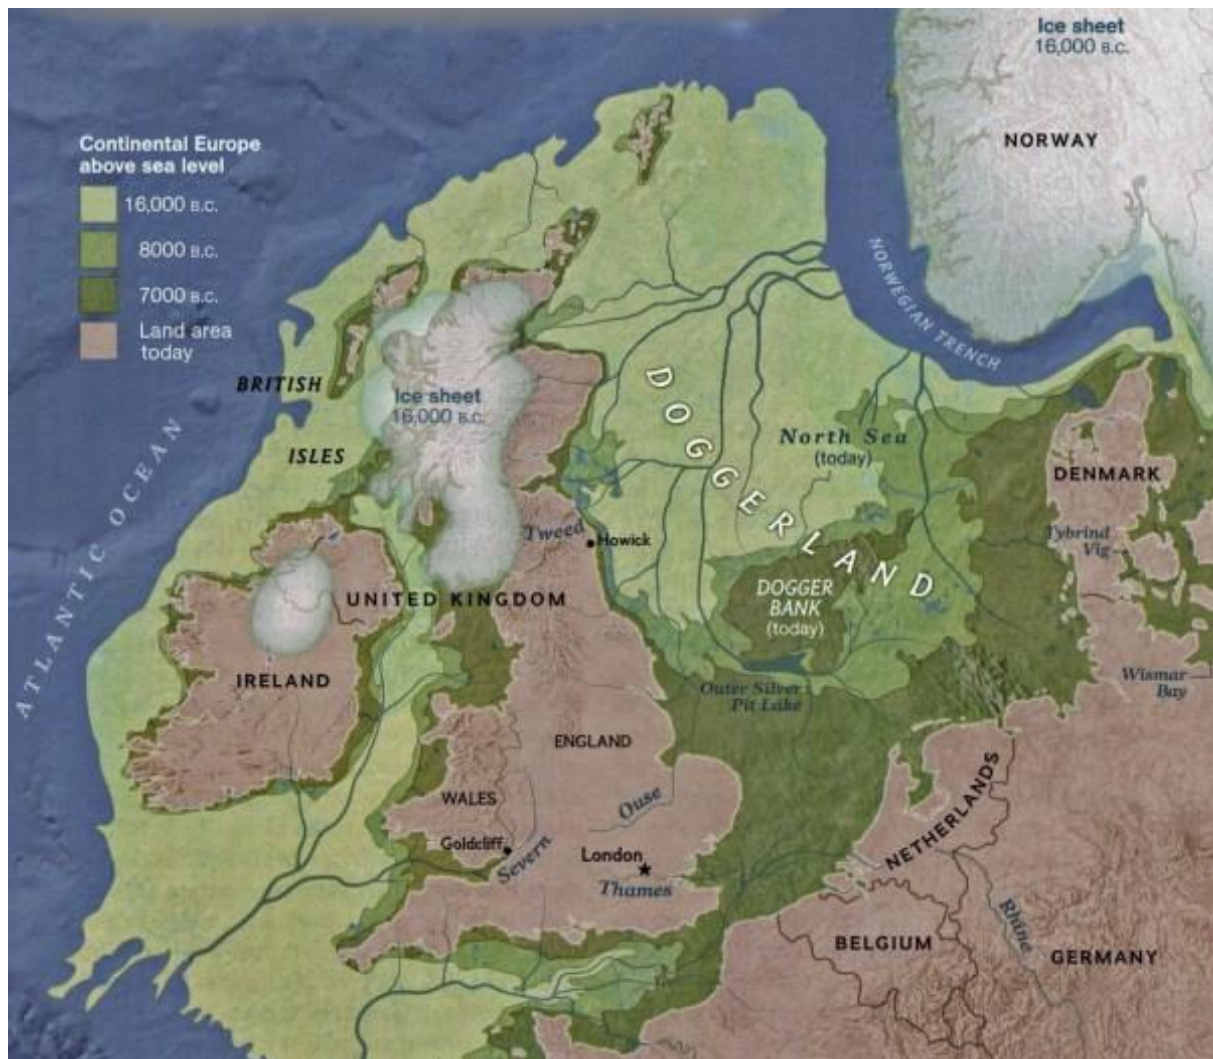 Ice sheet
16,000 B.C.
NORWAY
Continental Europe
above sea level
16,000 B.C.
8000 B.C.
7000 B.C.
Land area
today
NORWEGIAN TRENCH
BRITISH
ISLES
Ice sheet
16,000 B.C.
DOGGERLAND
North Sea
(today)
DENMARK
ATLANTIC OCEAN
Tweed
Howick
Tybrind
Vig
DOGGER
BANK
(today)
UNITED KINGDOM
IRELAND
Outer Silver
Pit Lake
Wismar
Bay
ENGLAND
WALES
Ouse
NETHERLANDS
Goldcliff
Severn
London
Thames
Rhine
BELGIUM
GERMANY